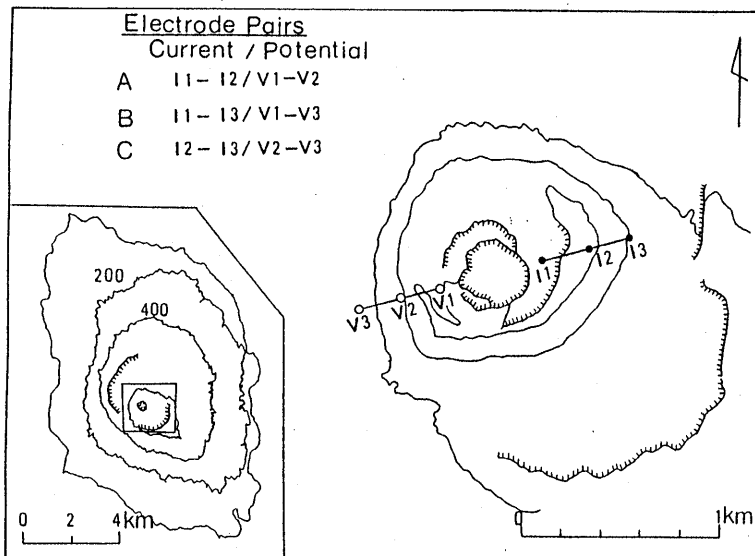 Electrode Pairs
Current / Potential
A I1-I2/V1-V2
B I1-I3/V1-V3
C I2-I3/V2-V3
200
400
0 2 4km
I1
I2
I3
V1
V2
V3
0 1km